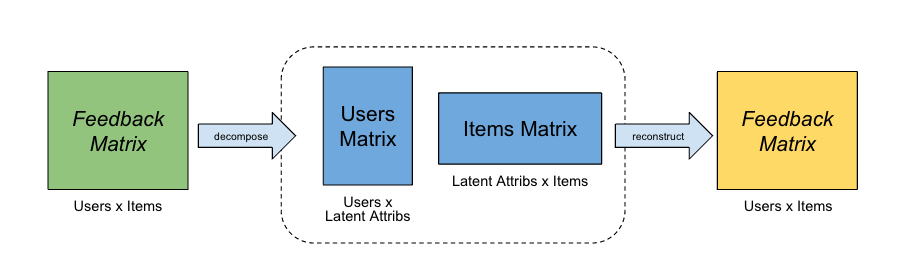 Feedback
Matrix
Users x Items
decompose
Users
Matrix
Users x
Latent Attribs
Items Matrix
Latent Attribs x Items
reconstruct
Feedback
Matrix
Users x Items